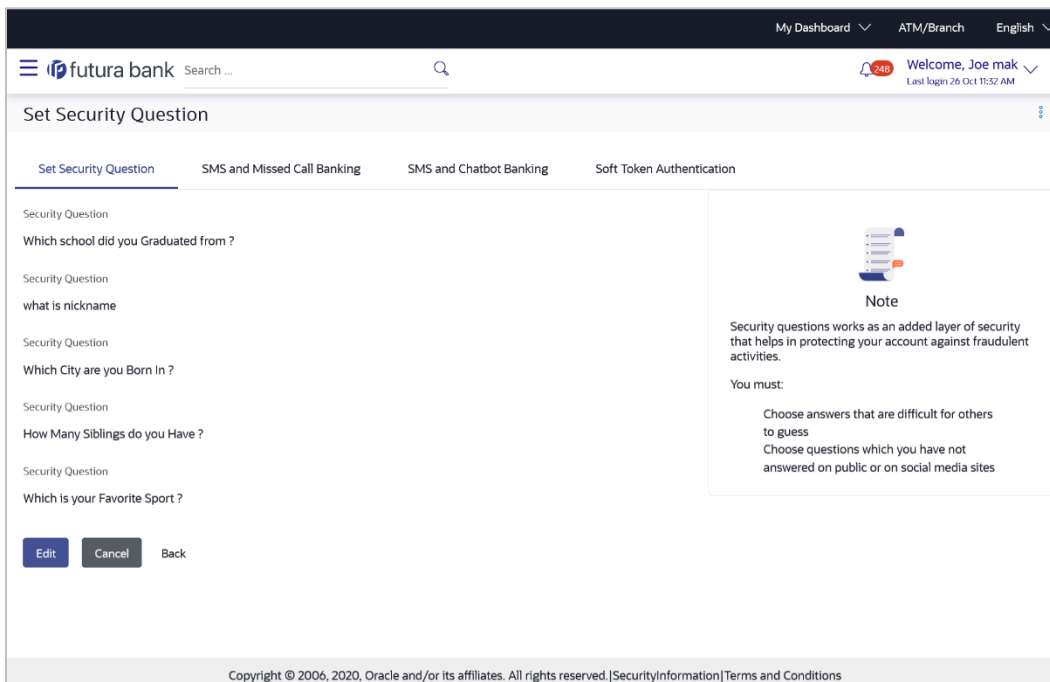 My Dashboard ATM/Branch English
futura bank Search ... 248 Welcome, Joe mak
Last login 26 Oct 11:32 AM
Set Security Question
Set Security Question SMS and Missed Call Banking SMS and Chatbot Banking Soft Token Authentication
Security Question
Which school did you Graduated from ?
Security Question
what is nickname
Security Question
Which City are you Born In ?
Security Question
How Many Siblings do you Have ?
Security Question
Which is your Favorite Sport ?
Edit Cancel Back
Note
Security questions works as an added layer of security
that helps in protecting your account against fraudulent
activities.
You must:
Choose answers that are difficult for others
to guess
Choose questions which you have not
answered on public or on social media sites
Copyright © 2006, 2020, Oracle and/or its affiliates. All rights reserved.|SecurityInformation|Terms and Conditions